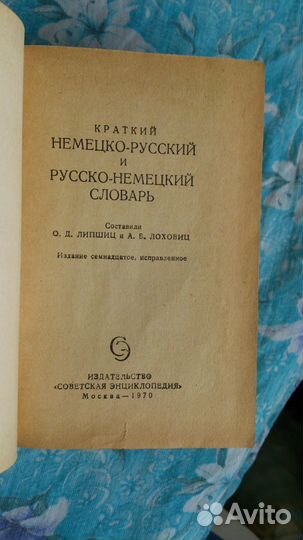 КРАТКИЙ
НЕМЕЦКО-РУССКИЙ
И
РУССКО-НЕМЕЦКИЙ
СЛОВАРЬ
Составили
О. Д. ЛИПШИЦ и А. Б. ЛОХОВИЦ
Издание семнадцатое, исправленное
ИЗДАТЕЛЬСТВО
«СОВЕТСКАЯ ЭНЦИКЛОПЕДИЯ»
Москва—1970
Avito